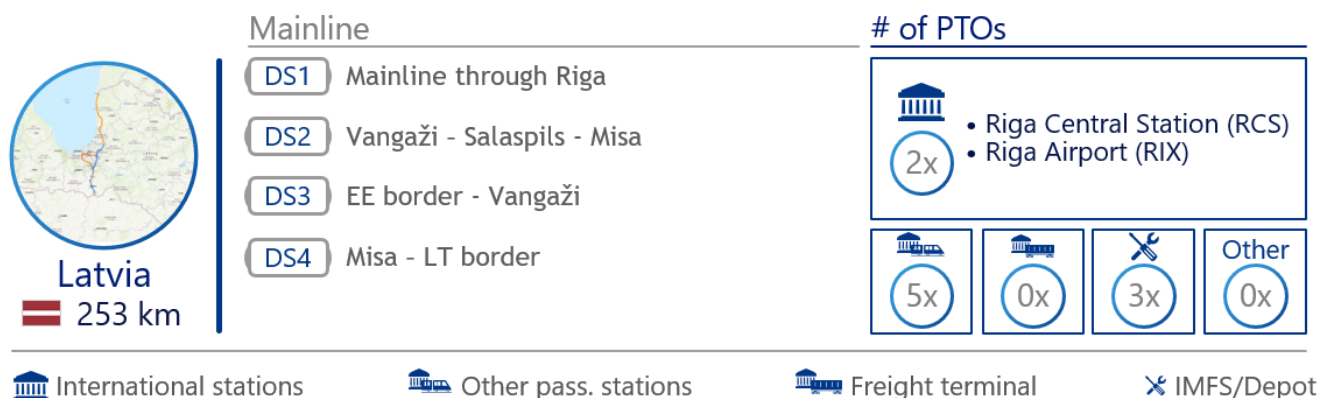 Mainline
# of PTOs
DS1 Mainline through Riga
DS2 Vangaži - Salaspils - Misa
DS3 EE border - Vangaži
DS4 Misa - LT border
Latvia
253 km
2x
• Riga Central Station (RCS)
• Riga Airport (RIX)
5x
0x
3x
Other
0x
International stations
Other pass. stations
Freight terminal
IMFS/Depot